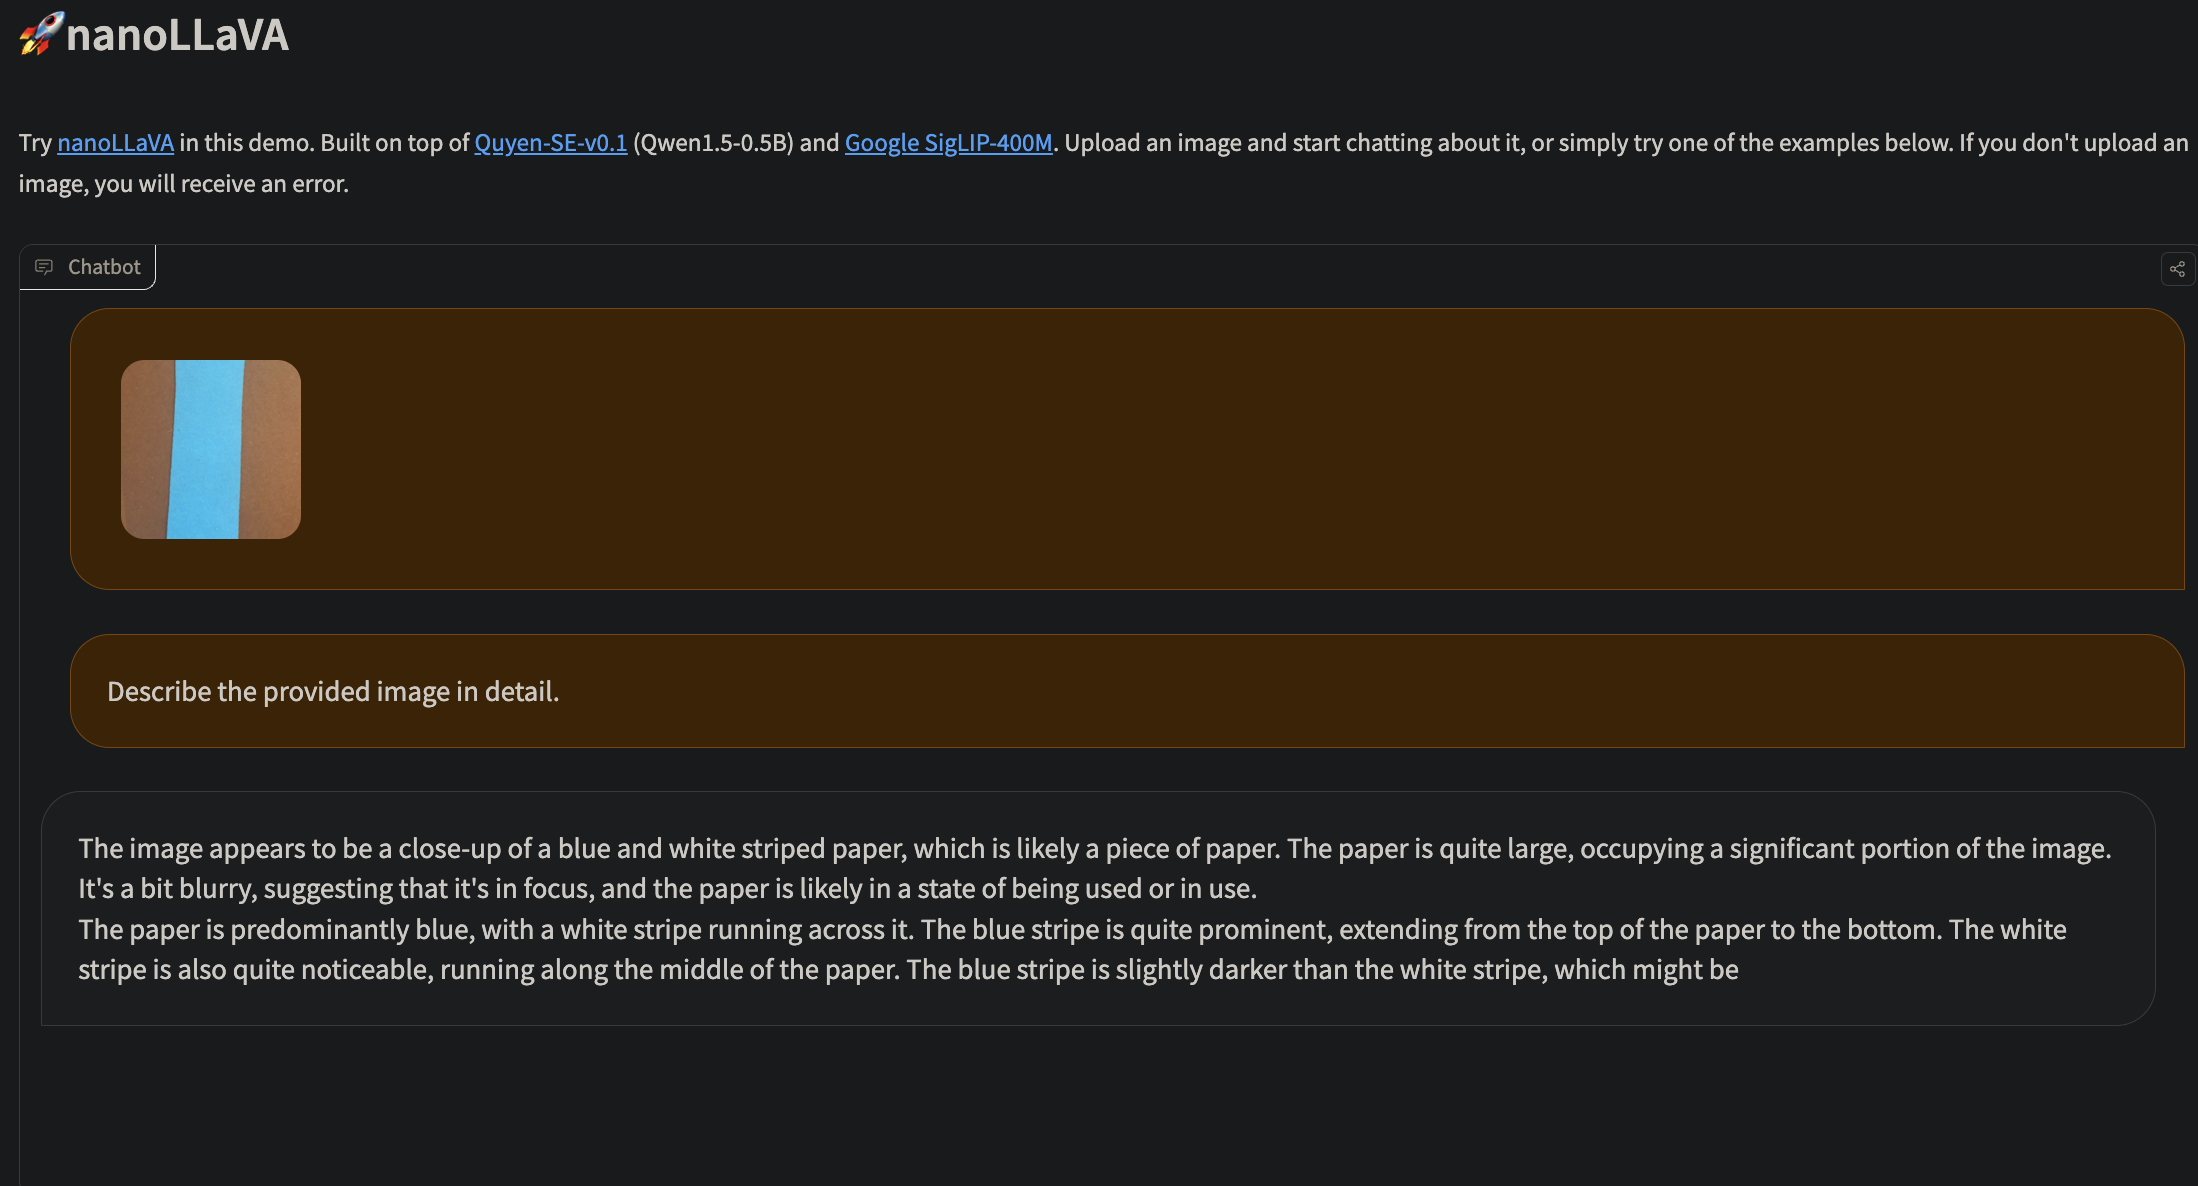 🚀nanoLLaVA
Try nanoLLaVA in this demo. Built on top of Quyen-SE-v0.1 (Qwen1.5-0.5B) and Google SigLIP-400M. Upload an image and start chatting about it, or simply try one of the examples below. If you don't upload an
image, you will receive an error.
Chatbot
Describe the provided image in detail.
The image appears to be a close-up of a blue and white striped paper, which is likely a piece of paper. The paper is quite large, occupying a significant portion of the image.
It's a bit blurry, suggesting that it's in focus, and the paper is likely in a state of being used or in use.
The paper is predominantly blue, with a white stripe running across it. The blue stripe is quite prominent, extending from the top of the paper to the bottom. The white
stripe is also quite noticeable, running along the middle of the paper. The blue stripe is slightly darker than the white stripe, which might be